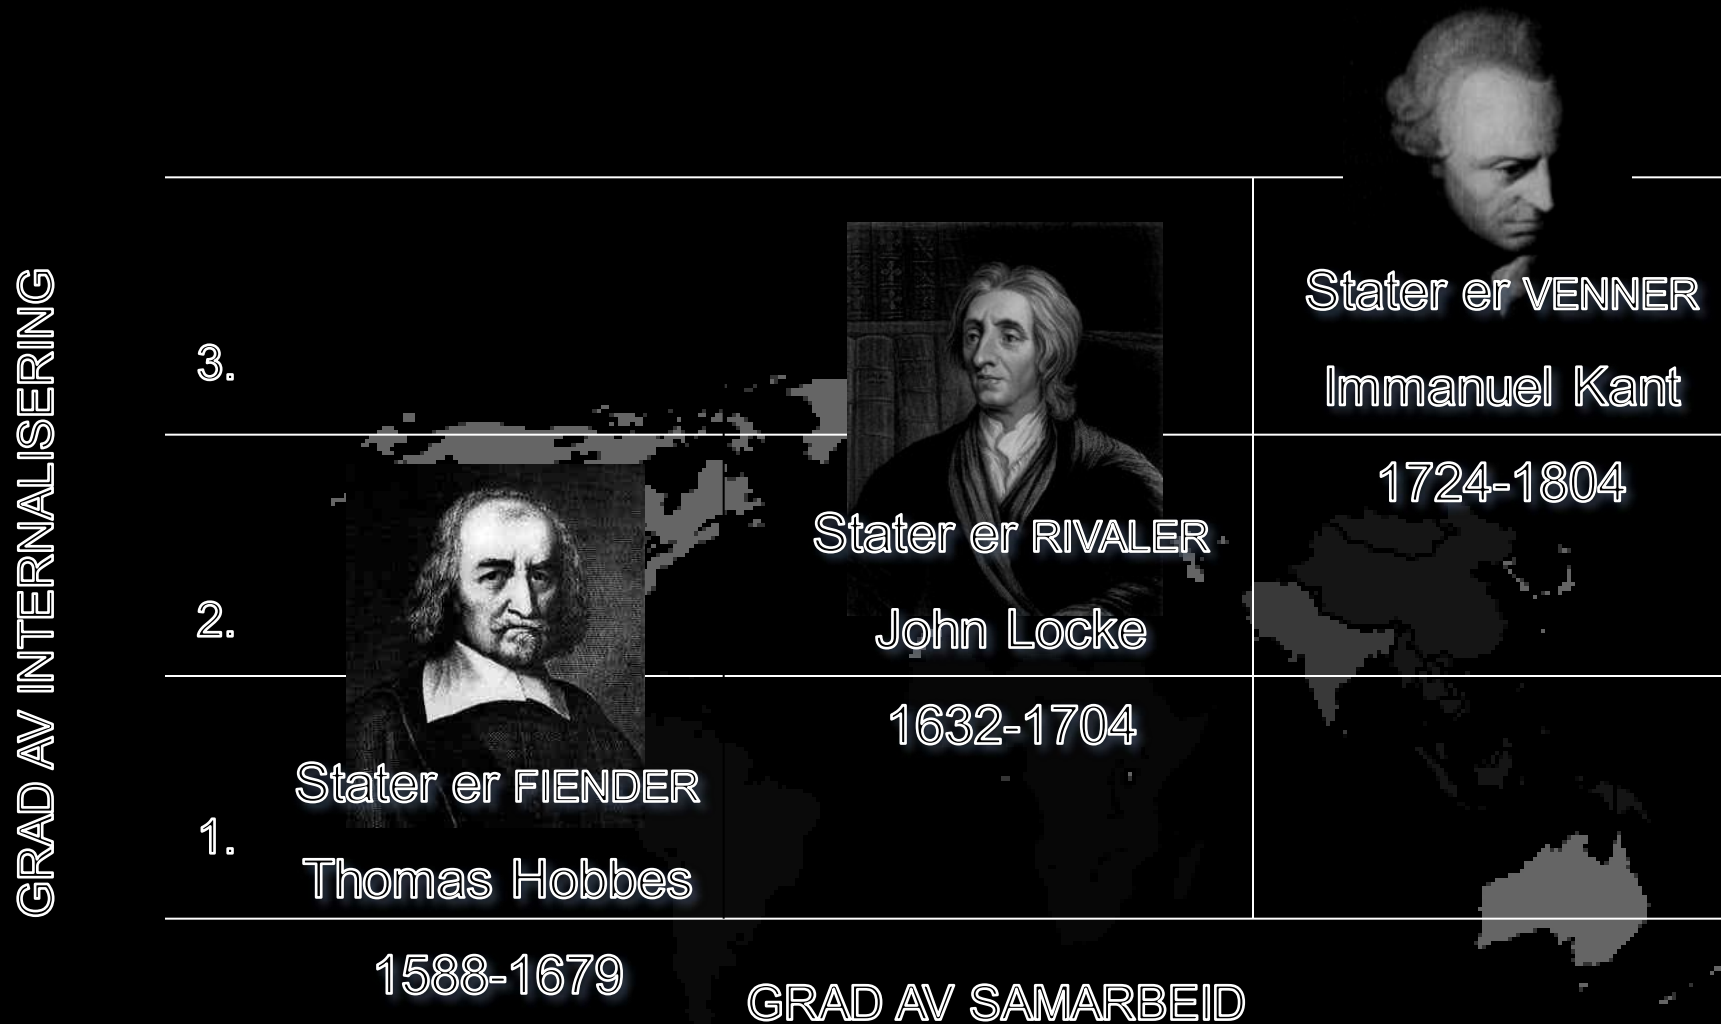 GRAD AV INTERNALISERING
3.
2.
1.
Stater er FIENDER
Thomas Hobbes
1588-1679
Stater er RIVALER
John Locke
1632-1704
Stater er VENNER
Immanuel Kant
1724-1804
GRAD AV SAMARBEID